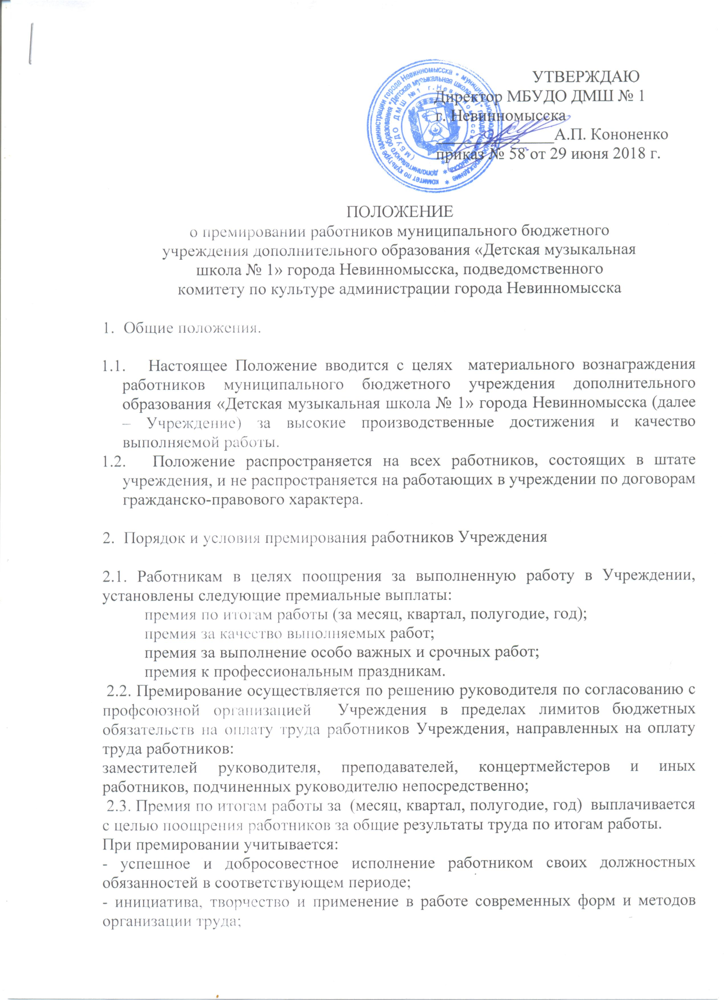 УТВЕРЖДАЮ
Директор МБУДО ДМШ № 1
г. Невинномысска
_______________А.П. Кононенко
приказ № 58 от 29 июня 2018 г.
комитет по культуре администрации города Невинномысска * муниципальное бюджетное учреждение *
дополнительного образования "Детская музыкальная школа №1" города Невинномысска *
(МБУДО ДМШ №1 г.Невинномысска) *
ПОЛОЖЕНИЕ
о премировании работников муниципального бюджетного
учреждения дополнительного образования «Детская музыкальная
школа № 1» города Невинномысска, подведомственного
комитету по культуре администрации города Невинномысска
1. Общие положения.
1.1. Настоящее Положение вводится с целях материального вознаграждения
работников муниципального бюджетного учреждения дополнительного
образования «Детская музыкальная школа № 1» города Невинномысска (далее
– Учреждение) за высокие производственные достижения и качество
выполняемой работы.
1.2. Положение распространяется на всех работников, состоящих в штате
учреждения, и не распространяется на работающих в учреждении по договорам
гражданско-правового характера.
2. Порядок и условия премирования работников Учреждения
2.1. Работникам в целях поощрения за выполненную работу в Учреждении,
установлены следующие премиальные выплаты:
премия по итогам работы (за месяц, квартал, полугодие, год);
премия за качество выполняемых работ;
премия за выполнение особо важных и срочных работ;
премия к профессиональным праздникам.
2.2. Премирование осуществляется по решению руководителя по согласованию с
профсоюзной организацией Учреждения в пределах лимитов бюджетных
обязательств на оплату труда работников Учреждения, направленных на оплату
труда работников:
заместителей руководителя, преподавателей, концертмейстеров и иных
работников, подчиненных руководителю непосредственно;
2.3. Премия по итогам работы за (месяц, квартал, полугодие, год) выплачивается
с целью поощрения работников за общие результаты труда по итогам работы.
При премировании учитывается:
- успешное и добросовестное исполнение работником своих должностных
обязанностей в соответствующем периоде;
- инициатива, творчество и применение в работе современных форм и методов
организации труда;